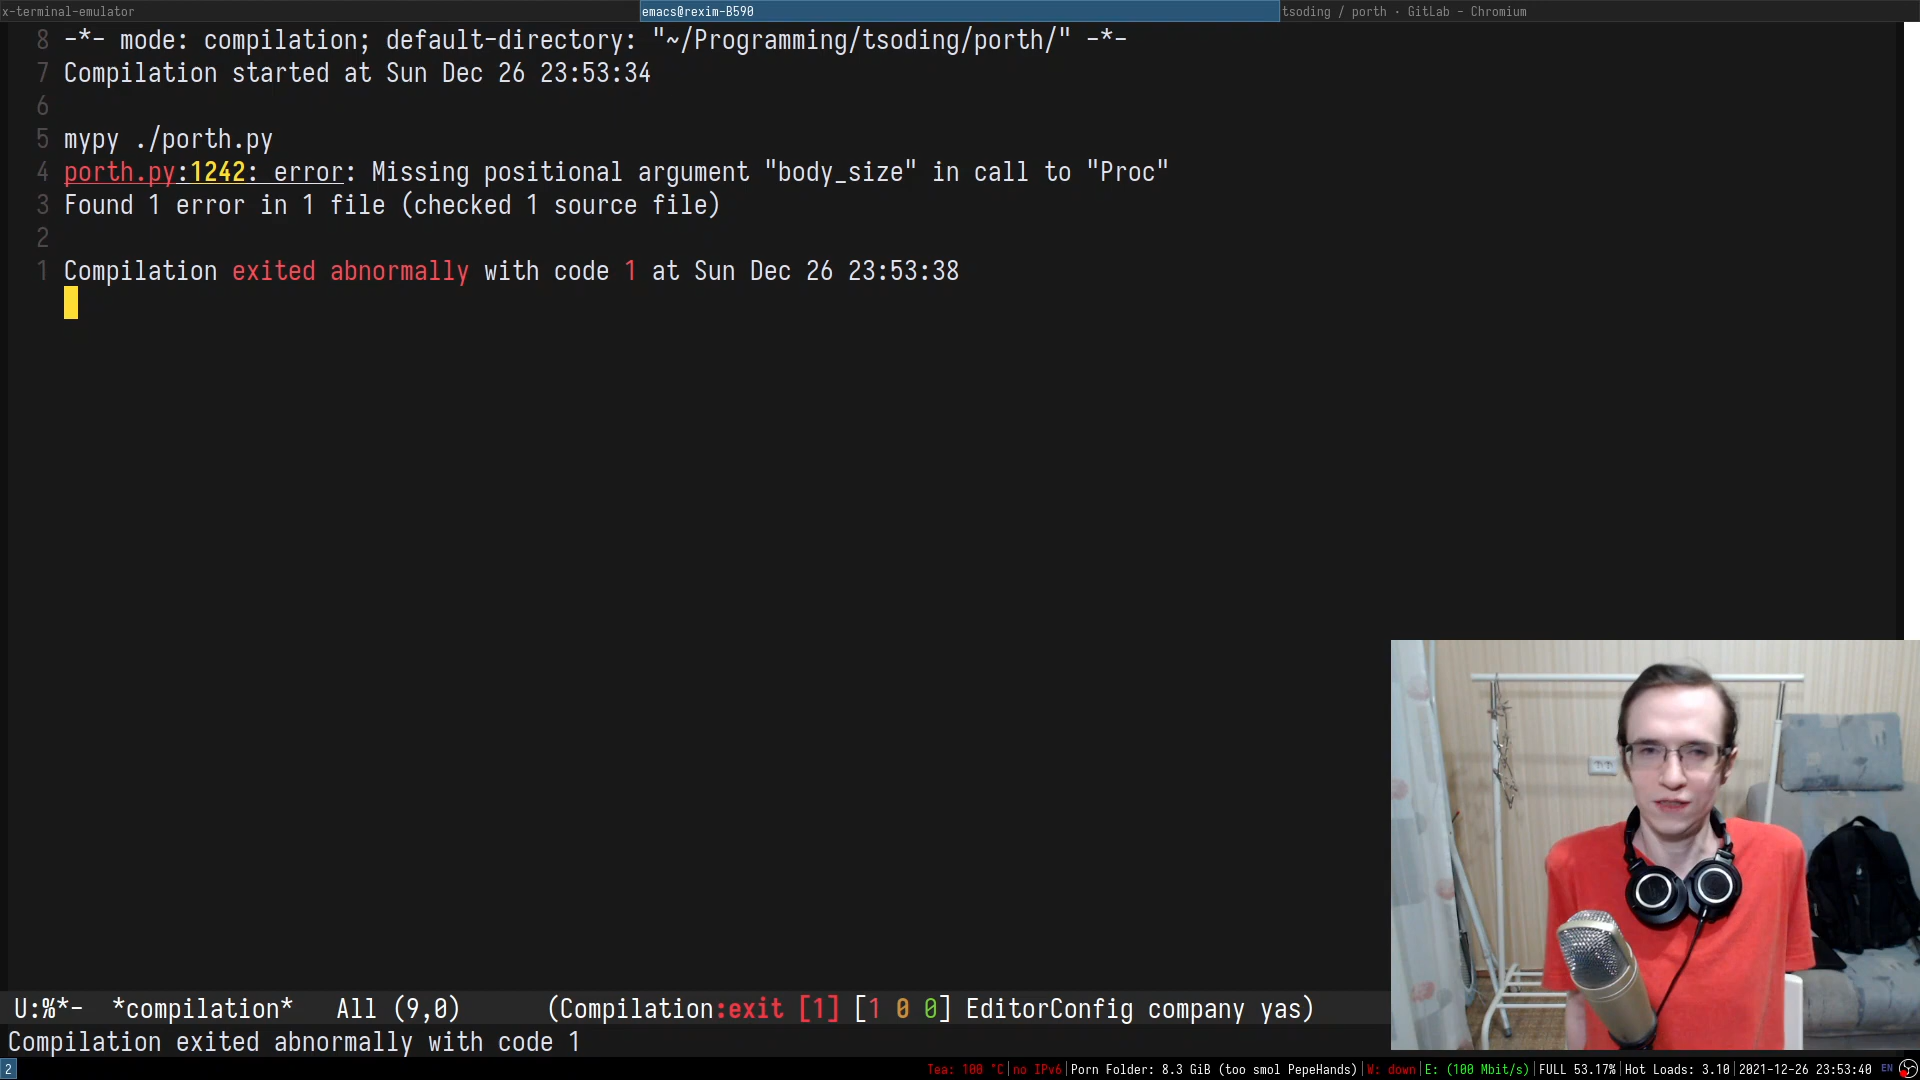 x-terminal-emulator
emacs@rexim-B590
tsoding / porth · GitLab - Chromium
8 -*- mode: compilation; default-directory: "~/Programming/tsoding/porth/" -*-
7 Compilation started at Sun Dec 26 23:53:34
6
5 mypy ./porth.py
4 porth.py:1242: error: Missing positional argument "body_size" in call to "Proc"
3 Found 1 error in 1 file (checked 1 source file)
2
1 Compilation exited abnormally with code 1 at Sun Dec 26 23:53:38
U:%*- *compilation* All (9,0) (Compilation:exit [1] [1 0 0] EditorConfig company yas)
Compilation exited abnormally with code 1
2
Tea: 100 °C|no IPv6|Porn Folder: 8.3 GiB (too smol PepeHands)|W: down|E: (100 Mbit/s)|FULL 53.17%|Hot Loads: 3.10|2021-12-26 23:53:40 EN